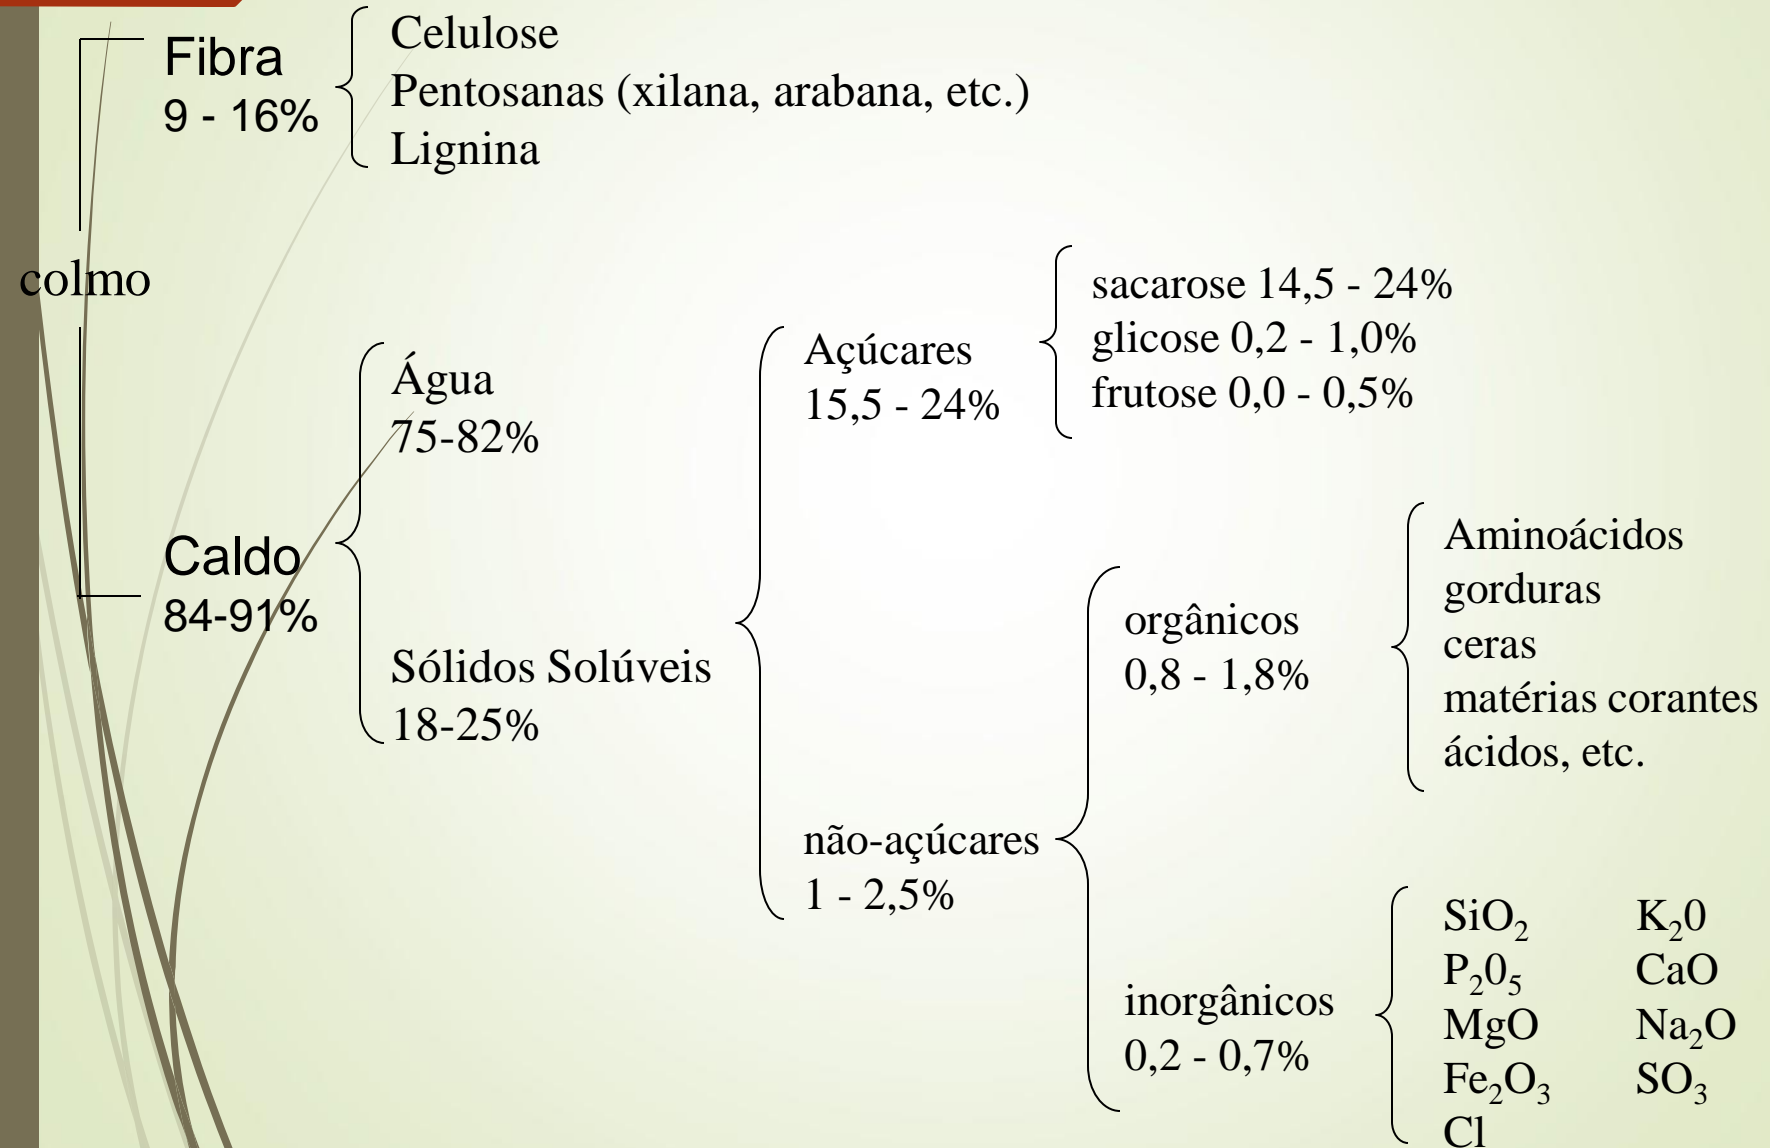 Fibra
9 - 16%
Celulose
Pentosanas (xilana, arabana, etc.)
Lignina
colmo
Caldo
84-91%
Água
75-82%
Sólidos Solúveis
18-25%
Açúcares
15,5 - 24%
sacarose 14,5 - 24%
glicose 0,2 - 1,0%
frutose 0,0 - 0,5%
não-açúcares
1 - 2,5%
orgânicos
0,8 - 1,8%
Aminoácidos
gorduras
ceras
matérias corantes
ácidos, etc.
inorgânicos
0,2 - 0,7%
SiO₂ K₂0
P₂0₅ CaO
MgO Na₂O
Fe₂O₃ SO₃
Cl